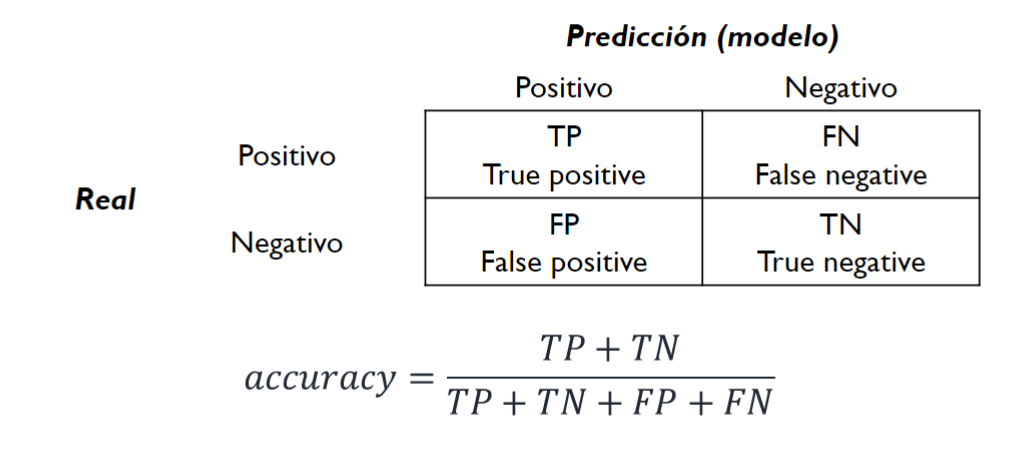 Predicción (modelo)
Positivo Negativo
Real
Positivo
TP
True positive
FN
False negative
Negativo
FP
False positive
TN
True negative
accuracy = TP + TN / TP + TN + FP + FN